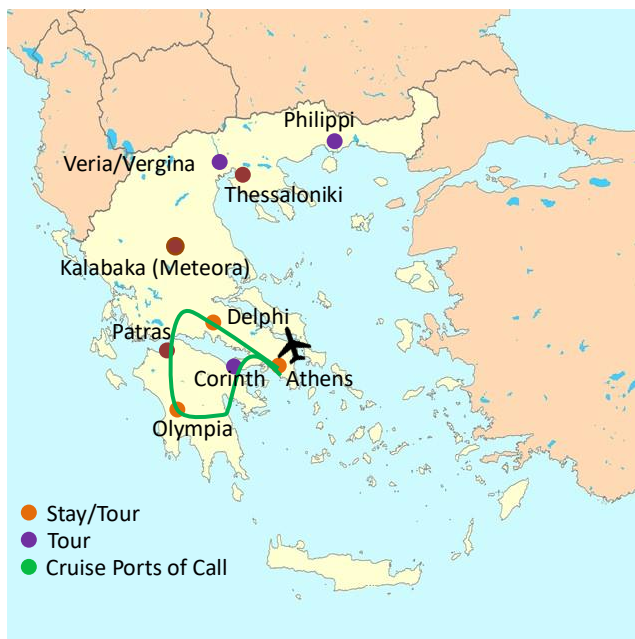 Philippi
Veria/Vergina
Thessaloniki
Kalabaka (Meteora)
Delphi
Patras
Corinth
Athens
Olympia
Stay/Tour
Tour
Cruise Ports of Call